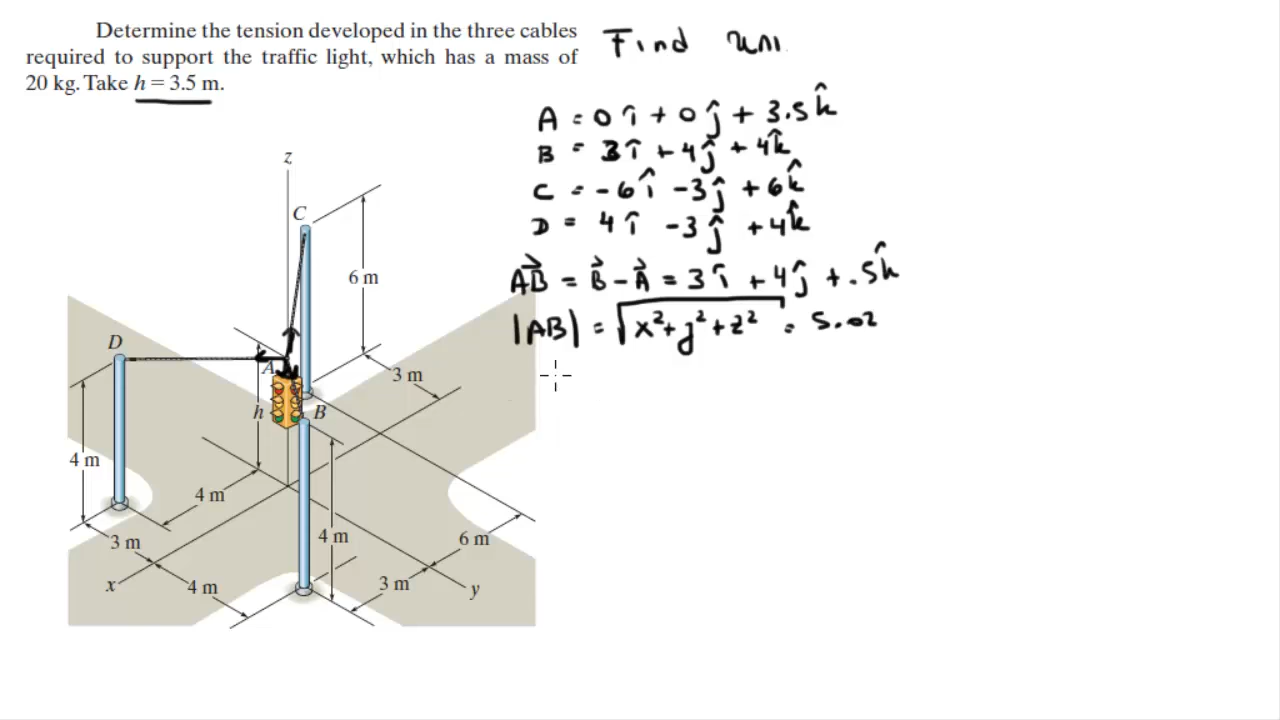 Determine the tension developed in the three cables
required to support the traffic light, which has a mass of
20 kg. Take h = 3.5 m.
Find uni
A = 0î + 0ĵ + 3.5k̂
B = 3î + 4ĵ + 4k̂
C = -6î -3ĵ + 6k̂
D = 4î -3ĵ + 4k̂
AB⃗ = B⃗ - A⃗ = 3î + 4ĵ + .5k̂
|AB| = √x²+y²+z² = 5.02
z
C
6 m
D
A
3 m
h
B
4 m
4 m
4 m
6 m
3 m
x
4 m
3 m
y